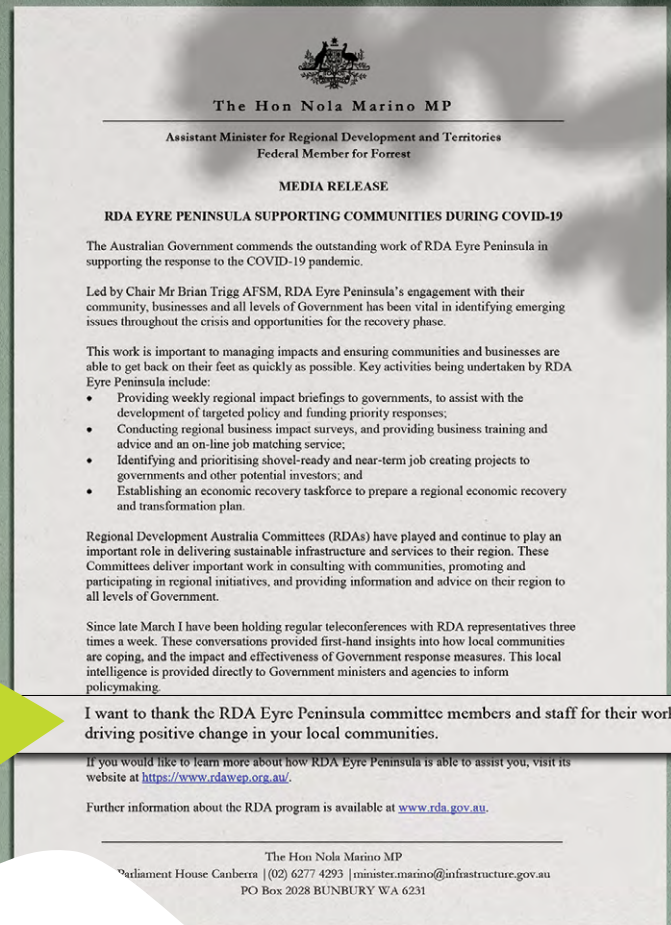 The Hon Nola Marino MP
Assistant Minister for Regional Development and Territories
Federal Member for Forrest
MEDIA RELEASE
RDA EYRE PENINSULA SUPPORTING COMMUNITIES DURING COVID-19
The Australian Government commends the outstanding work of RDA Eyre Peninsula in
supporting the response to the COVID-19 pandemic.
Led by Chair Mr Brian Trigg AFSM, RDA Eyre Peninsula's engagement with their
community, businesses and all levels of Government has been vital in identifying emerging
issues throughout the crisis and opportunities for the recovery phase.
This work is important to managing impacts and ensuring communities and businesses are
able to get back on their feet as quickly as possible. Key activities being undertaken by RDA
Eyre Peninsula include:
• Providing weekly regional impact briefings to governments, to assist with the
development of targeted policy and funding priority responses;
• Conducting regional business impact surveys, and providing business training and
advice and an on-line job matching service;
• Identifying and prioritising shovel-ready and near-term job creating projects to
governments and other potential investors; and
• Establishing an economic recovery taskforce to prepare a regional economic recovery
and transformation plan.
Regional Development Australia Committees (RDAs) have played and continue to play an
important role in delivering sustainable infrastructure and services to their region. These
Committees deliver important work in consulting with communities, promoting and
participating in regional initiatives, and providing information and advice on their region to
all levels of Government.
Since late March I have been holding regular teleconferences with RDA representatives three
times a week. These conversations provided first-hand insights into how local communities
are coping, and the impact and effectiveness of Government response measures. This local
intelligence is provided directly to Government ministers and agencies to inform
policymaking.
I want to thank the RDA Eyre Peninsula committee members and staff for their work
driving positive change in your local communities.
If you would like to learn more about how RDA Eyre Peninsula is able to assist you, visit its
website at https://www.rdawep.org.au/.
Further information about the RDA program is available at www.rda.gov.au.
The Hon Nola Marino MP
Parliament House Canberra | (02) 6277 4293 | minister.marino@infrastructure.gov.au
PO Box 2028 BUNBURY WA 6231